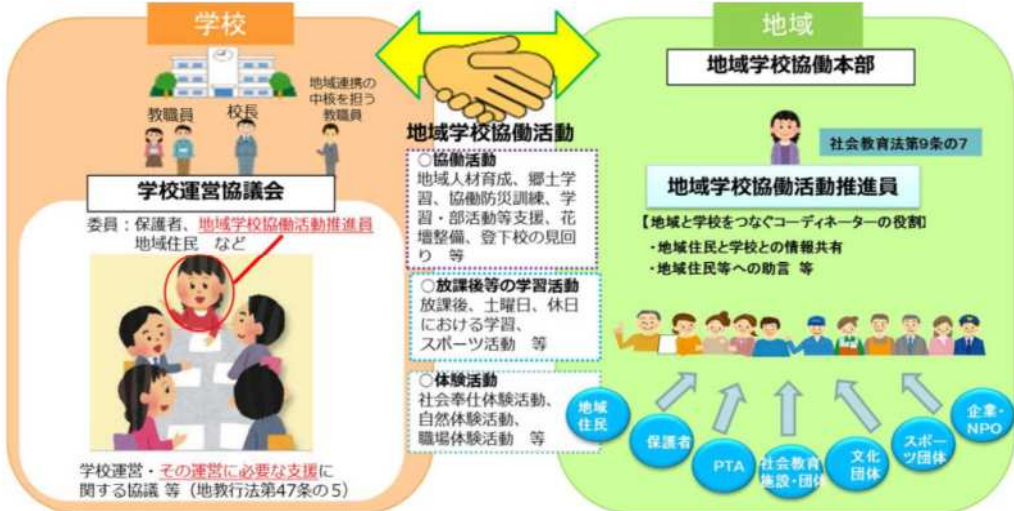 学校
教職員
校長
地域連携の
中核を担う
教職員
学校運営協議会
委員：保護者、地域学校協働活動推進員
地域住民　など
学校運営・その運営に必要な支援に
関する協議 等（地教行法第47条の５）
地域学校協働活動
○協働活動
地域人材育成、郷土学
習、協働防災訓練、学
習・部活動等支援、花
壇整備、登下校の見回
り　等
○放課後等の学習活動
放課後、土曜日、休日
における学習、
スポーツ活動　等
○体験活動
社会奉仕体験活動、
自然体験活動、
職場体験活動　等
地域
地域学校協働本部
社会教育法第9条の7
地域学校協働活動推進員
【地域と学校をつなぐコーディネーターの役割】
・地域住民と学校との情報共有
・地域住民等への助言 等
地域
住民
保護者
PTA
社会教育
施設・団体
文化
団体
スポー
ツ団体
企業・
NPO